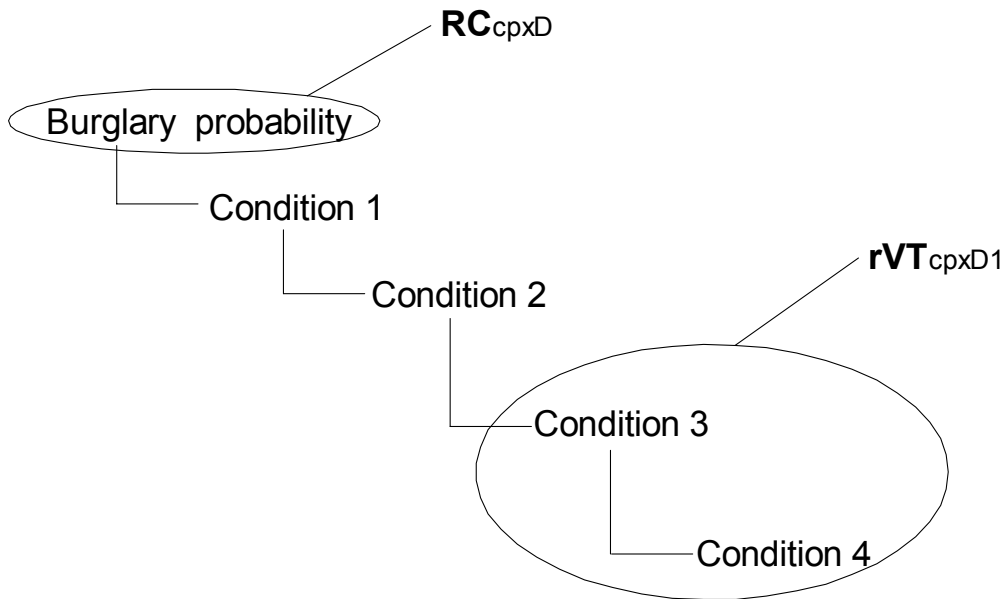 RCcpxD
Burglary probability
Condition 1
rVTcpxD1
Condition 2
Condition 3
Condition 4